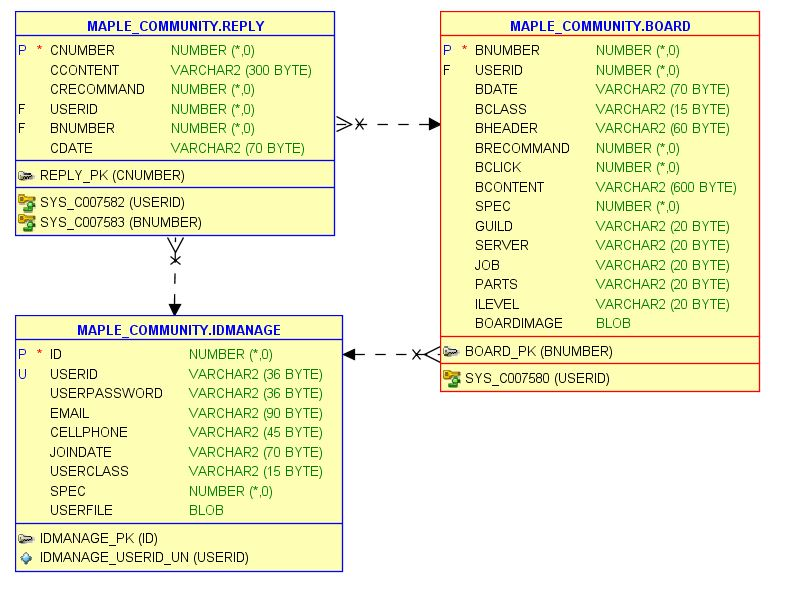 MAPLE_COMMUNITY.REPLY
P * CNUMBER NUMBER (*,0)
CCONTENT VARCHAR2 (300 BYTE)
CRECOMMAND NUMBER (*,0)
F USERID NUMBER (*,0)
F BNUMBER NUMBER (*,0)
CDATE VARCHAR2 (70 BYTE)
REPLY_PK (CNUMBER)
SYS_C007582 (USERID)
SYS_C007583 (BNUMBER)
MAPLE_COMMUNITY.BOARD
P * BNUMBER NUMBER (*,0)
F USERID NUMBER (*,0)
BDATE VARCHAR2 (70 BYTE)
BCLASS VARCHAR2 (15 BYTE)
BHEADER VARCHAR2 (60 BYTE)
BRECOMMAND NUMBER (*,0)
BCLICK NUMBER (*,0)
BCONTENT VARCHAR2 (600 BYTE)
SPEC NUMBER (*,0)
GUILD VARCHAR2 (20 BYTE)
SERVER VARCHAR2 (20 BYTE)
JOB VARCHAR2 (20 BYTE)
PARTS VARCHAR2 (20 BYTE)
ILEVEL VARCHAR2 (20 BYTE)
BOARDIMAGE BLOB
BOARD_PK (BNUMBER)
SYS_C007580 (USERID)
MAPLE_COMMUNITY.IDMANAGE
P * ID NUMBER (*,0)
U USERID VARCHAR2 (36 BYTE)
USERPASSWORD VARCHAR2 (36 BYTE)
EMAIL VARCHAR2 (90 BYTE)
CELLPHONE VARCHAR2 (45 BYTE)
JOINDATE VARCHAR2 (70 BYTE)
USERCLASS VARCHAR2 (15 BYTE)
SPEC NUMBER (*,0)
USERFILE BLOB
IDMANAGE_PK (ID)
IDMANAGE_USERID_UN (USERID)